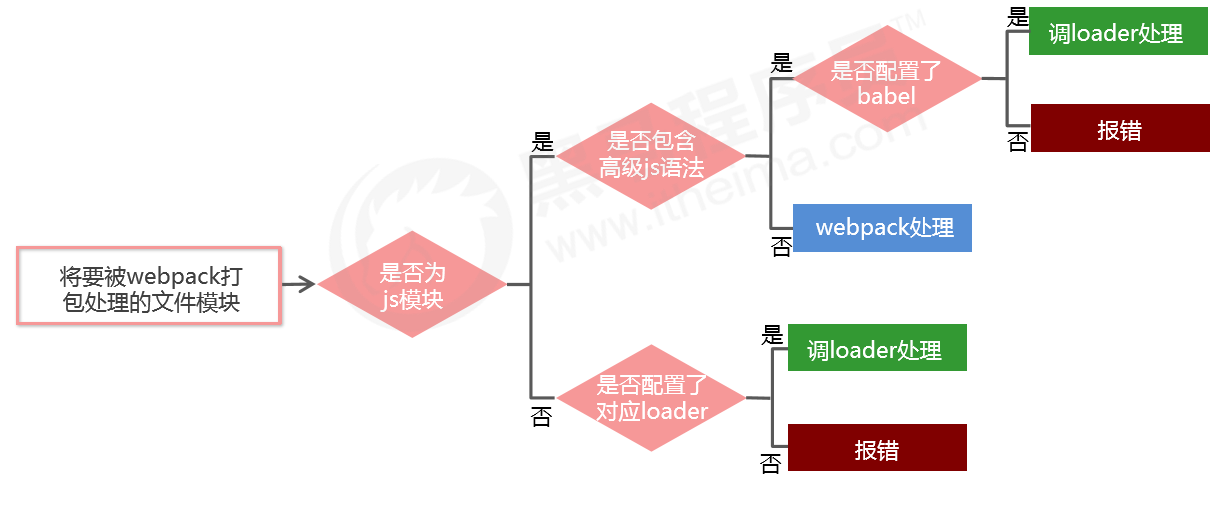 将要被webpack打
包处理的文件模块
是否为
js模块
是
是否包含
高级js语法
是
是否配置了
babel
是
调loader处理
否
报错
否
webpack处理
否
是否配置了
对应loader
是
调loader处理
否
报错
黑马程序员™
www.itheima.com